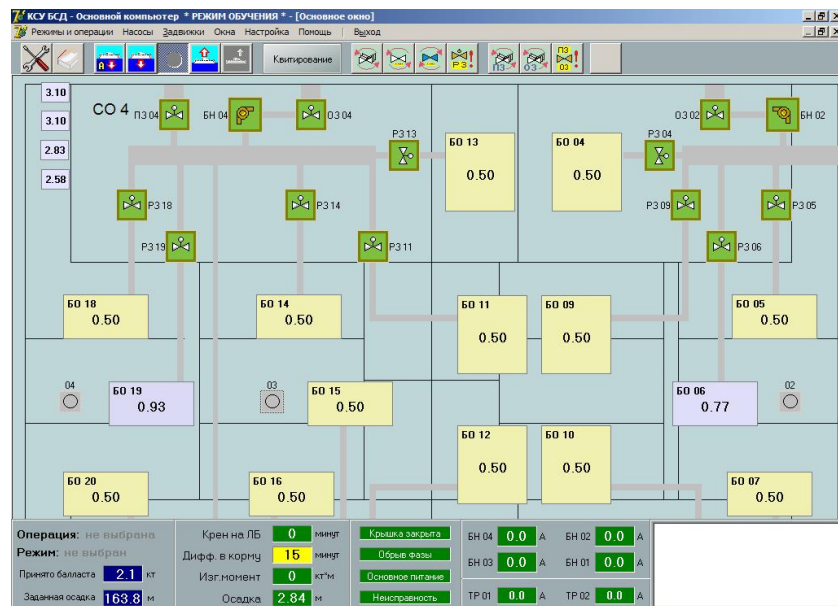 КСУ БСД - Основной компьютер * РЕЖИМ ОБУЧЕНИЯ * - [Основное окно]
Режимы и операции Насосы Задвижки Окна Настройка Помощь Выход
А Квитирование РЗ! ПЗ ОЗ ПЗ ОЗ !
3.10
3.10
2.83
2.58
СО 4 ПЗ 04 БН 04 ОЗ 04 ОЗ 02 БН 02
РЗ 13 РЗ 04
БО 13 БО 04
0.50 0.50
РЗ 18 РЗ 14 РЗ 09 РЗ 05
РЗ 19 РЗ 11 РЗ 06
БО 18 БО 14 БО 11 БО 09 БО 05
0.50 0.50 0.50 0.50 0.50
04 БО 19 03 БО 15 БО 06 02
0.93 0.50 0.77
БО 12 БО 10
0.50 0.50
БО 20 БО 16 БО 07
0.50 0.50 0.50
Операция: не выбрана
Режим: не выбран
Принято балласта 2.1 кт
Заданная осадка 163.8 м
Крен на ЛБ 0 минут
Дифф. в корму 15 минут
Изг.момент 0 кт*м
Осадка 2.84 м
Крышка закрыта
Обрыв фазы
Основное питание
Неисправность
БН 04 0.0 А БН 02 0.0 А
БН 03 0.0 А БН 01 0.0 А
ТР 01 0.0 А ТР 02 0.0 А